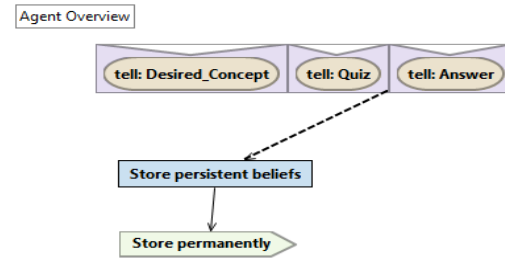 Agent Overview
tell: Desired_Concept tell: Quiz tell: Answer
Store persistent beliefs
Store permanently